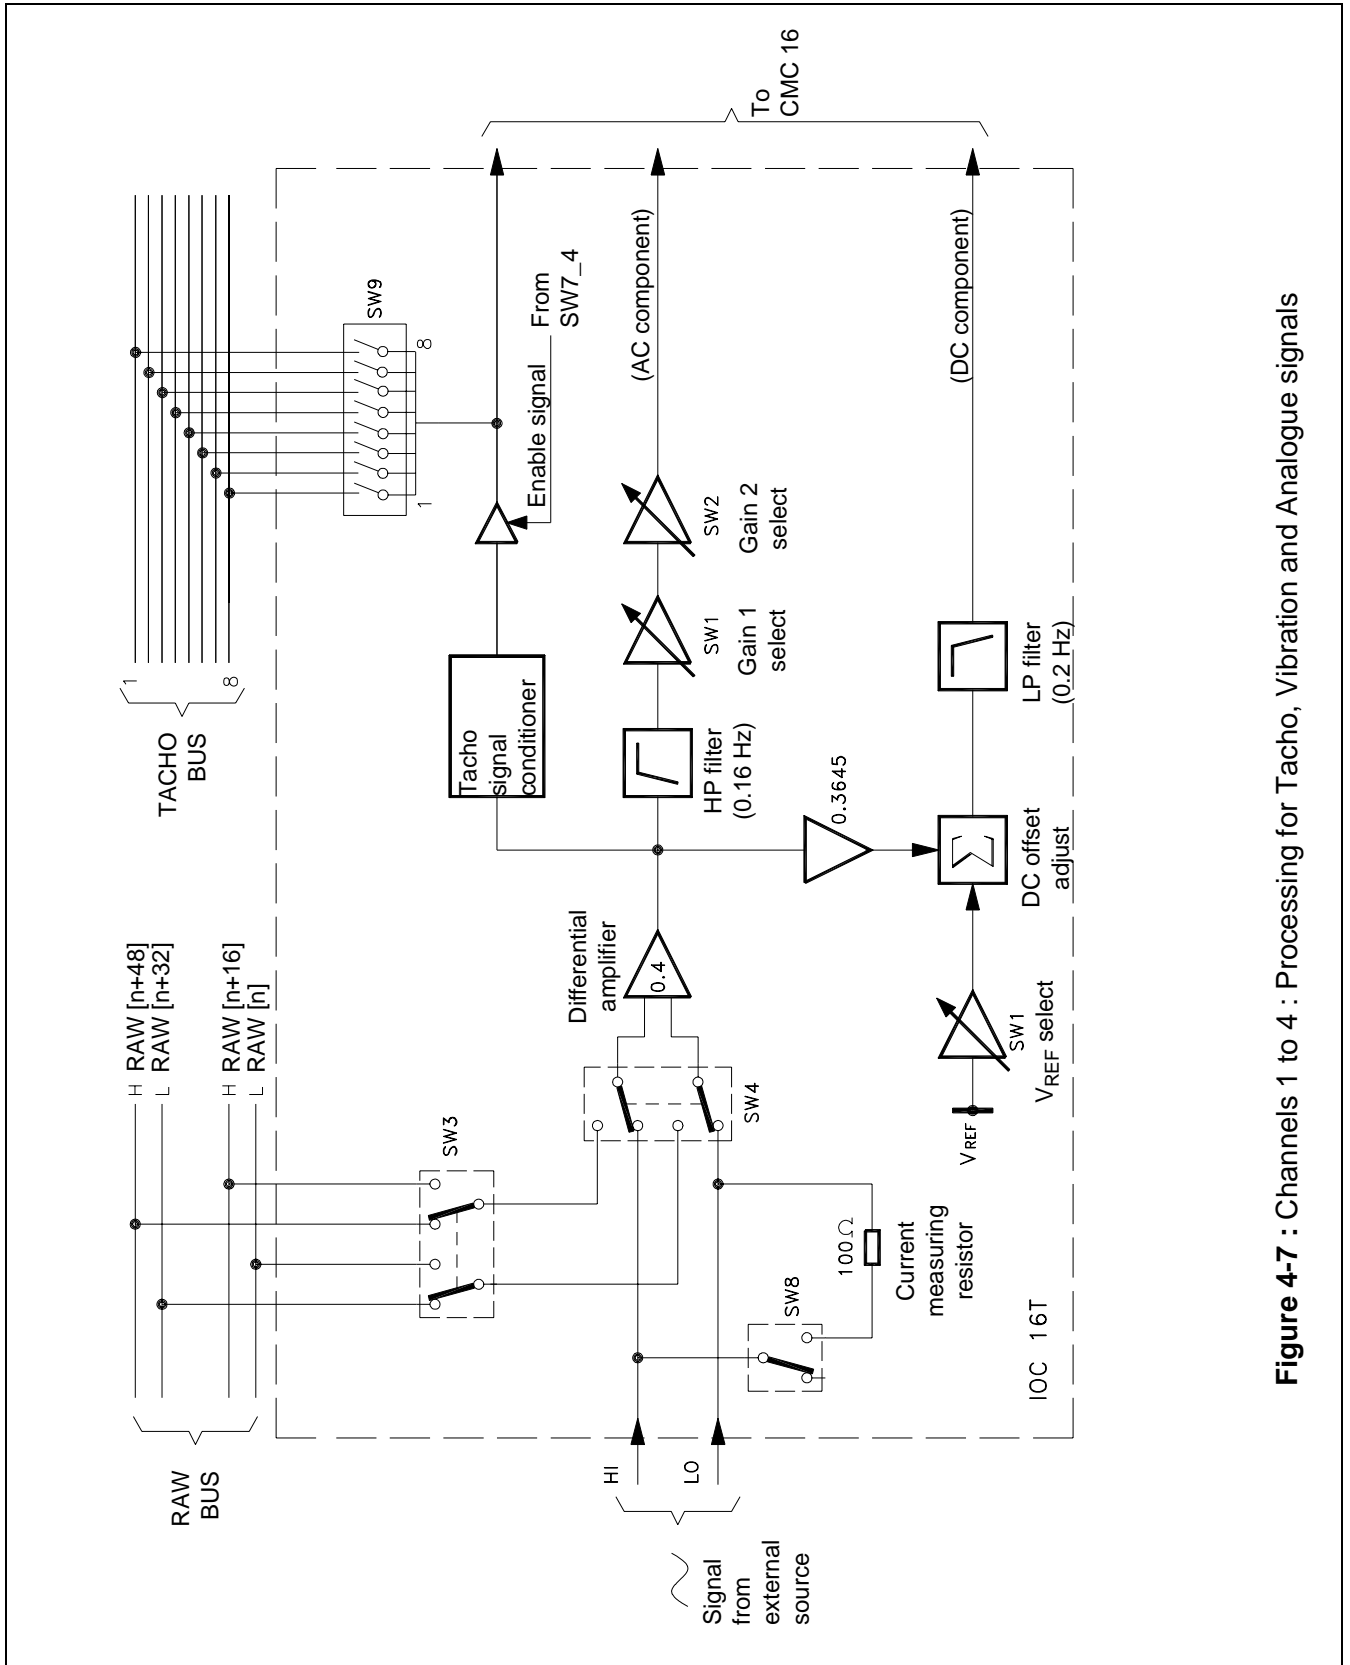 RAW
BUS
H RAW [n+48]
L RAW [n+32]
H RAW [n+16]
L RAW [n]
TACHO
BUS
1
8
SW3
SW9
1
8
Signal
from
external
source
HI
LO
SW8
100Ω
Current
measuring
resistor
SW4
Differential
amplifier
0.4
Tacho
signal
conditioner
Enable signal
From
SW7_4
HP filter
(0.16 Hz)
SW1
Gain 1
select
SW2
Gain 2
select
(AC component)
0.3645
VREF
SW1
VREF select
Σ
DC offset
adjust
LP filter
(0.2 Hz)
(DC component)
To
CMC 16
IOC 16T
Figure 4-7 : Channels 1 to 4 : Processing for Tacho, Vibration and Analogue signals